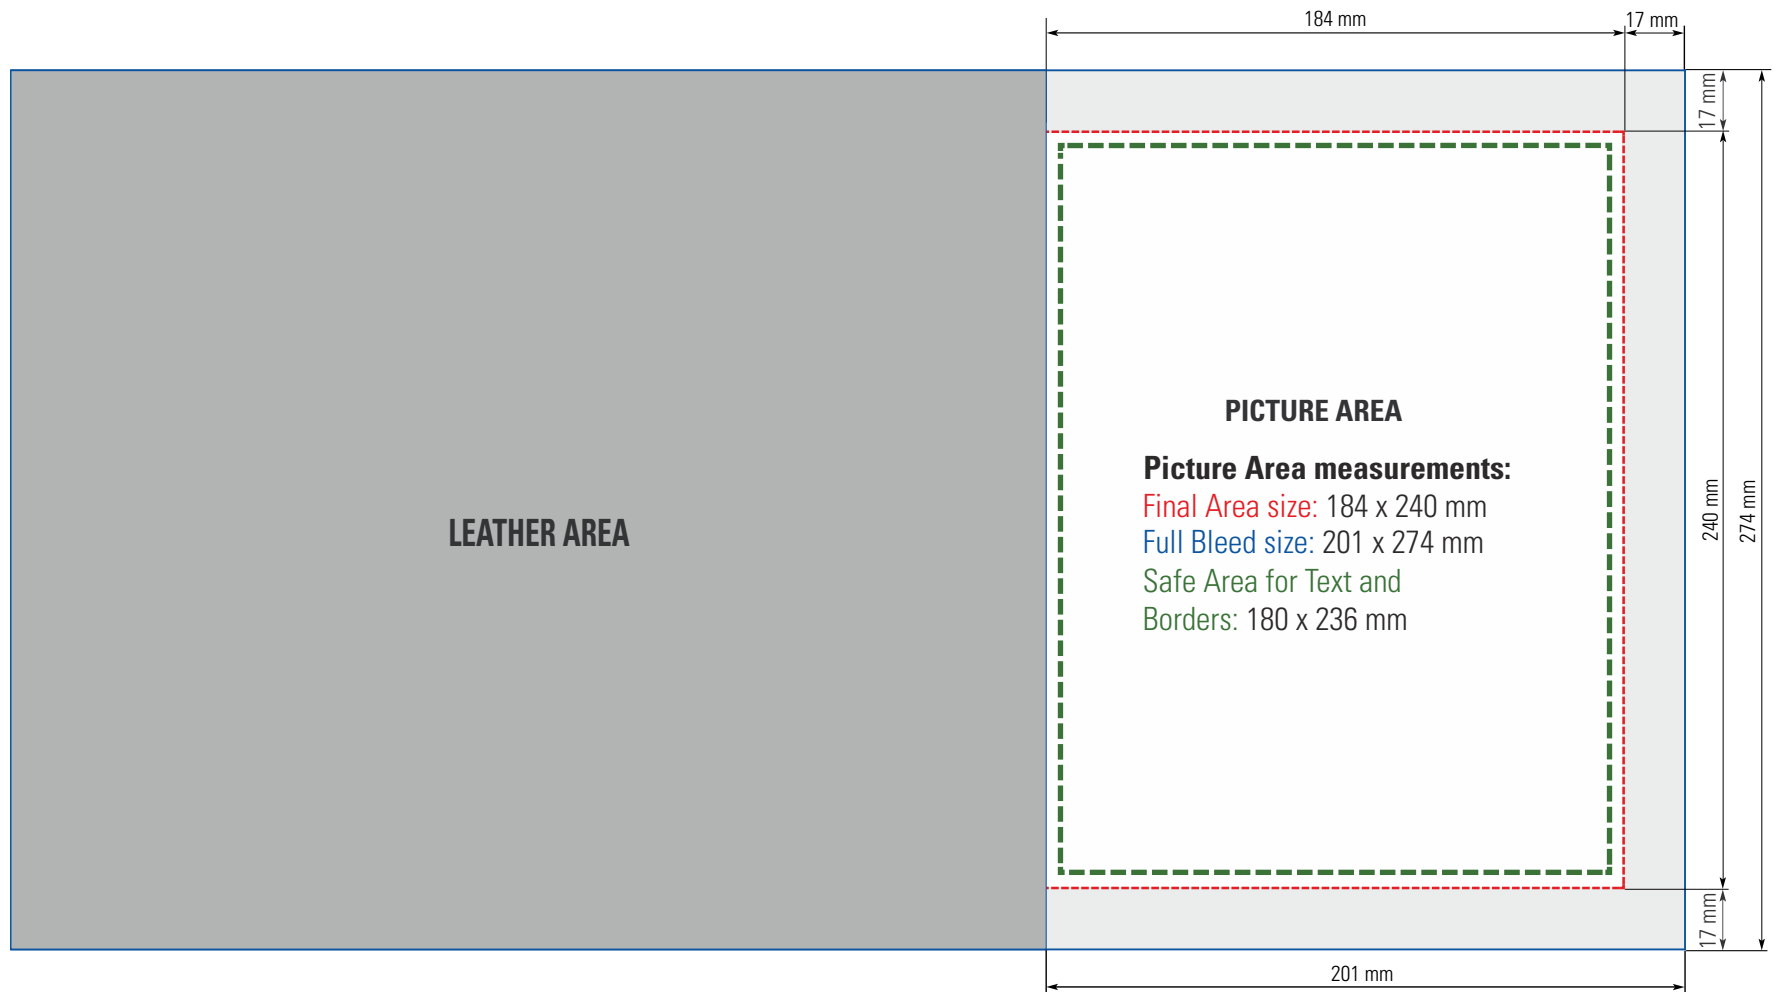 184 mm
17 mm
17 mm
LEATHER AREA
PICTURE AREA
Picture Area measurements:
Final Area size: 184 x 240 mm
Full Bleed size: 201 x 274 mm
Safe Area for Text and
Borders: 180 x 236 mm
240 mm
274 mm
17 mm
201 mm